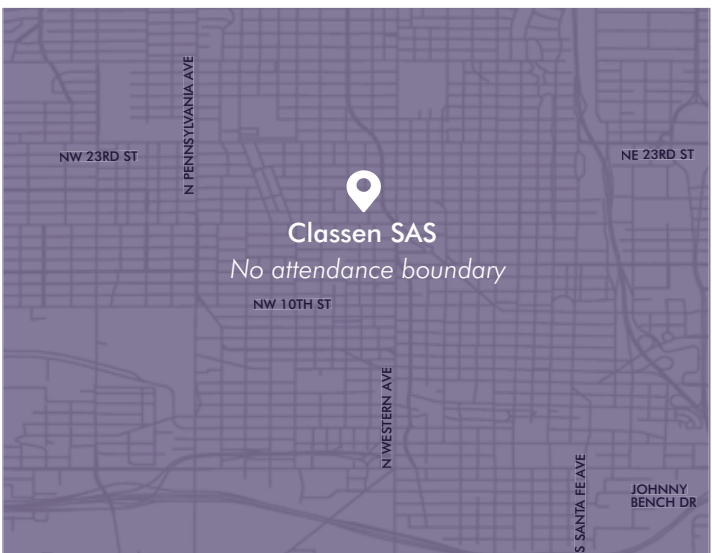 N PENNSYLVANIA AVE
NW 23RD ST
NE 23RD ST
Classen SAS
No attendance boundary
NW 10TH ST
N WESTERN AVE
S SANTA FE AVE
JOHNNY
BENCH DR